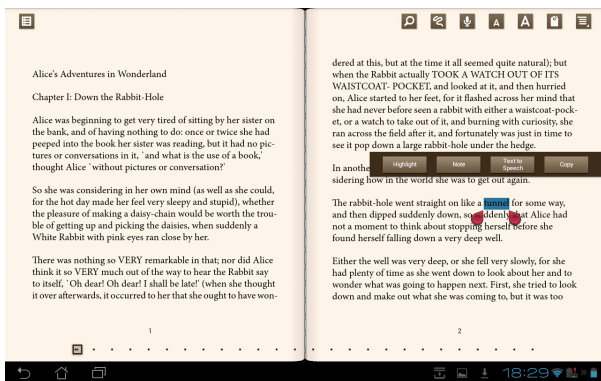 Alice's Adventures in Wonderland
Chapter I: Down the Rabbit-Hole
Alice was beginning to get very tired of sitting by her sister on
the bank, and of having nothing to do: once or twice she had
peeped into the book her sister was reading, but it had no pic-
tures or conversations in it, `and what is the use of a book,'
thought Alice `without pictures or conversation?'
So she was considering in her own mind (as well as she could,
for the hot day made her feel very sleepy and stupid), whether
the pleasure of making a daisy-chain would be worth the trou-
ble of getting up and picking the daisies, when suddenly a
White Rabbit with pink eyes ran close by her.
There was nothing so VERY remarkable in that; nor did Alice
think it so VERY much out of the way to hear the Rabbit say
to itself, `Oh dear! Oh dear! I shall be late!' (when she thought
it over afterwards, it occurred to her that she ought to have won-
1
A A
dered at this, but at the time it all seemed quite natural); but
when the Rabbit actually TOOK A WATCH OUT OF ITS
WAISTCOAT- POCKET, and looked at it, and then hurried
on, Alice started to her feet, for it flashed across her mind that
she had never before seen a rabbit with either a waistcoat-pock-
et, or a watch to take out of it, and burning with curiosity, she
ran across the field after it, and fortunately was just in time to
see it pop down a large rabbit-hole under the hedge.
In anothe
Highlight Note Text to Speech Copy
sidering how in the world she was to get out again.
The rabbit-hole went straight on like a tunnel for some way,
and then dipped suddenly down, so suddenly that Alice had
not a moment to think about stopping herself before she
found herself falling down a very deep well.
Either the well was very deep, or she fell very slowly, for she
had plenty of time as she went down to look about her and to
wonder what was going to happen next. First, she tried to look
down and make out what she was coming to, but it was too
2
18:29